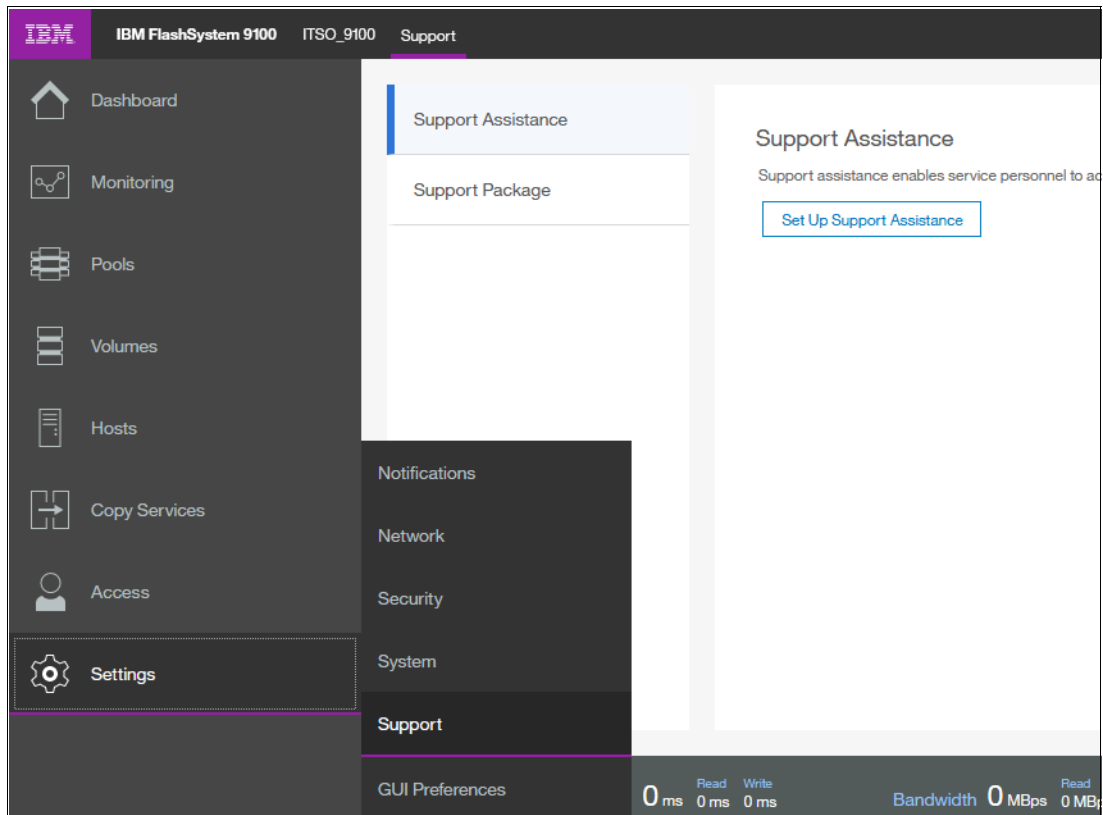 IBM IBM FlashSystem 9100 ITSO_9100 Support
Dashboard
Monitoring
Pools
Volumes
Hosts
Copy Services
Access
Settings
Support Assistance
Support Package
Support Assistance
Support assistance enables service personnel to ac
Set Up Support Assistance
Notifications
Network
Security
System
Support
GUI Preferences
0 ms Read 0 ms Write 0 ms Bandwidth 0 MBps Read 0 MBp